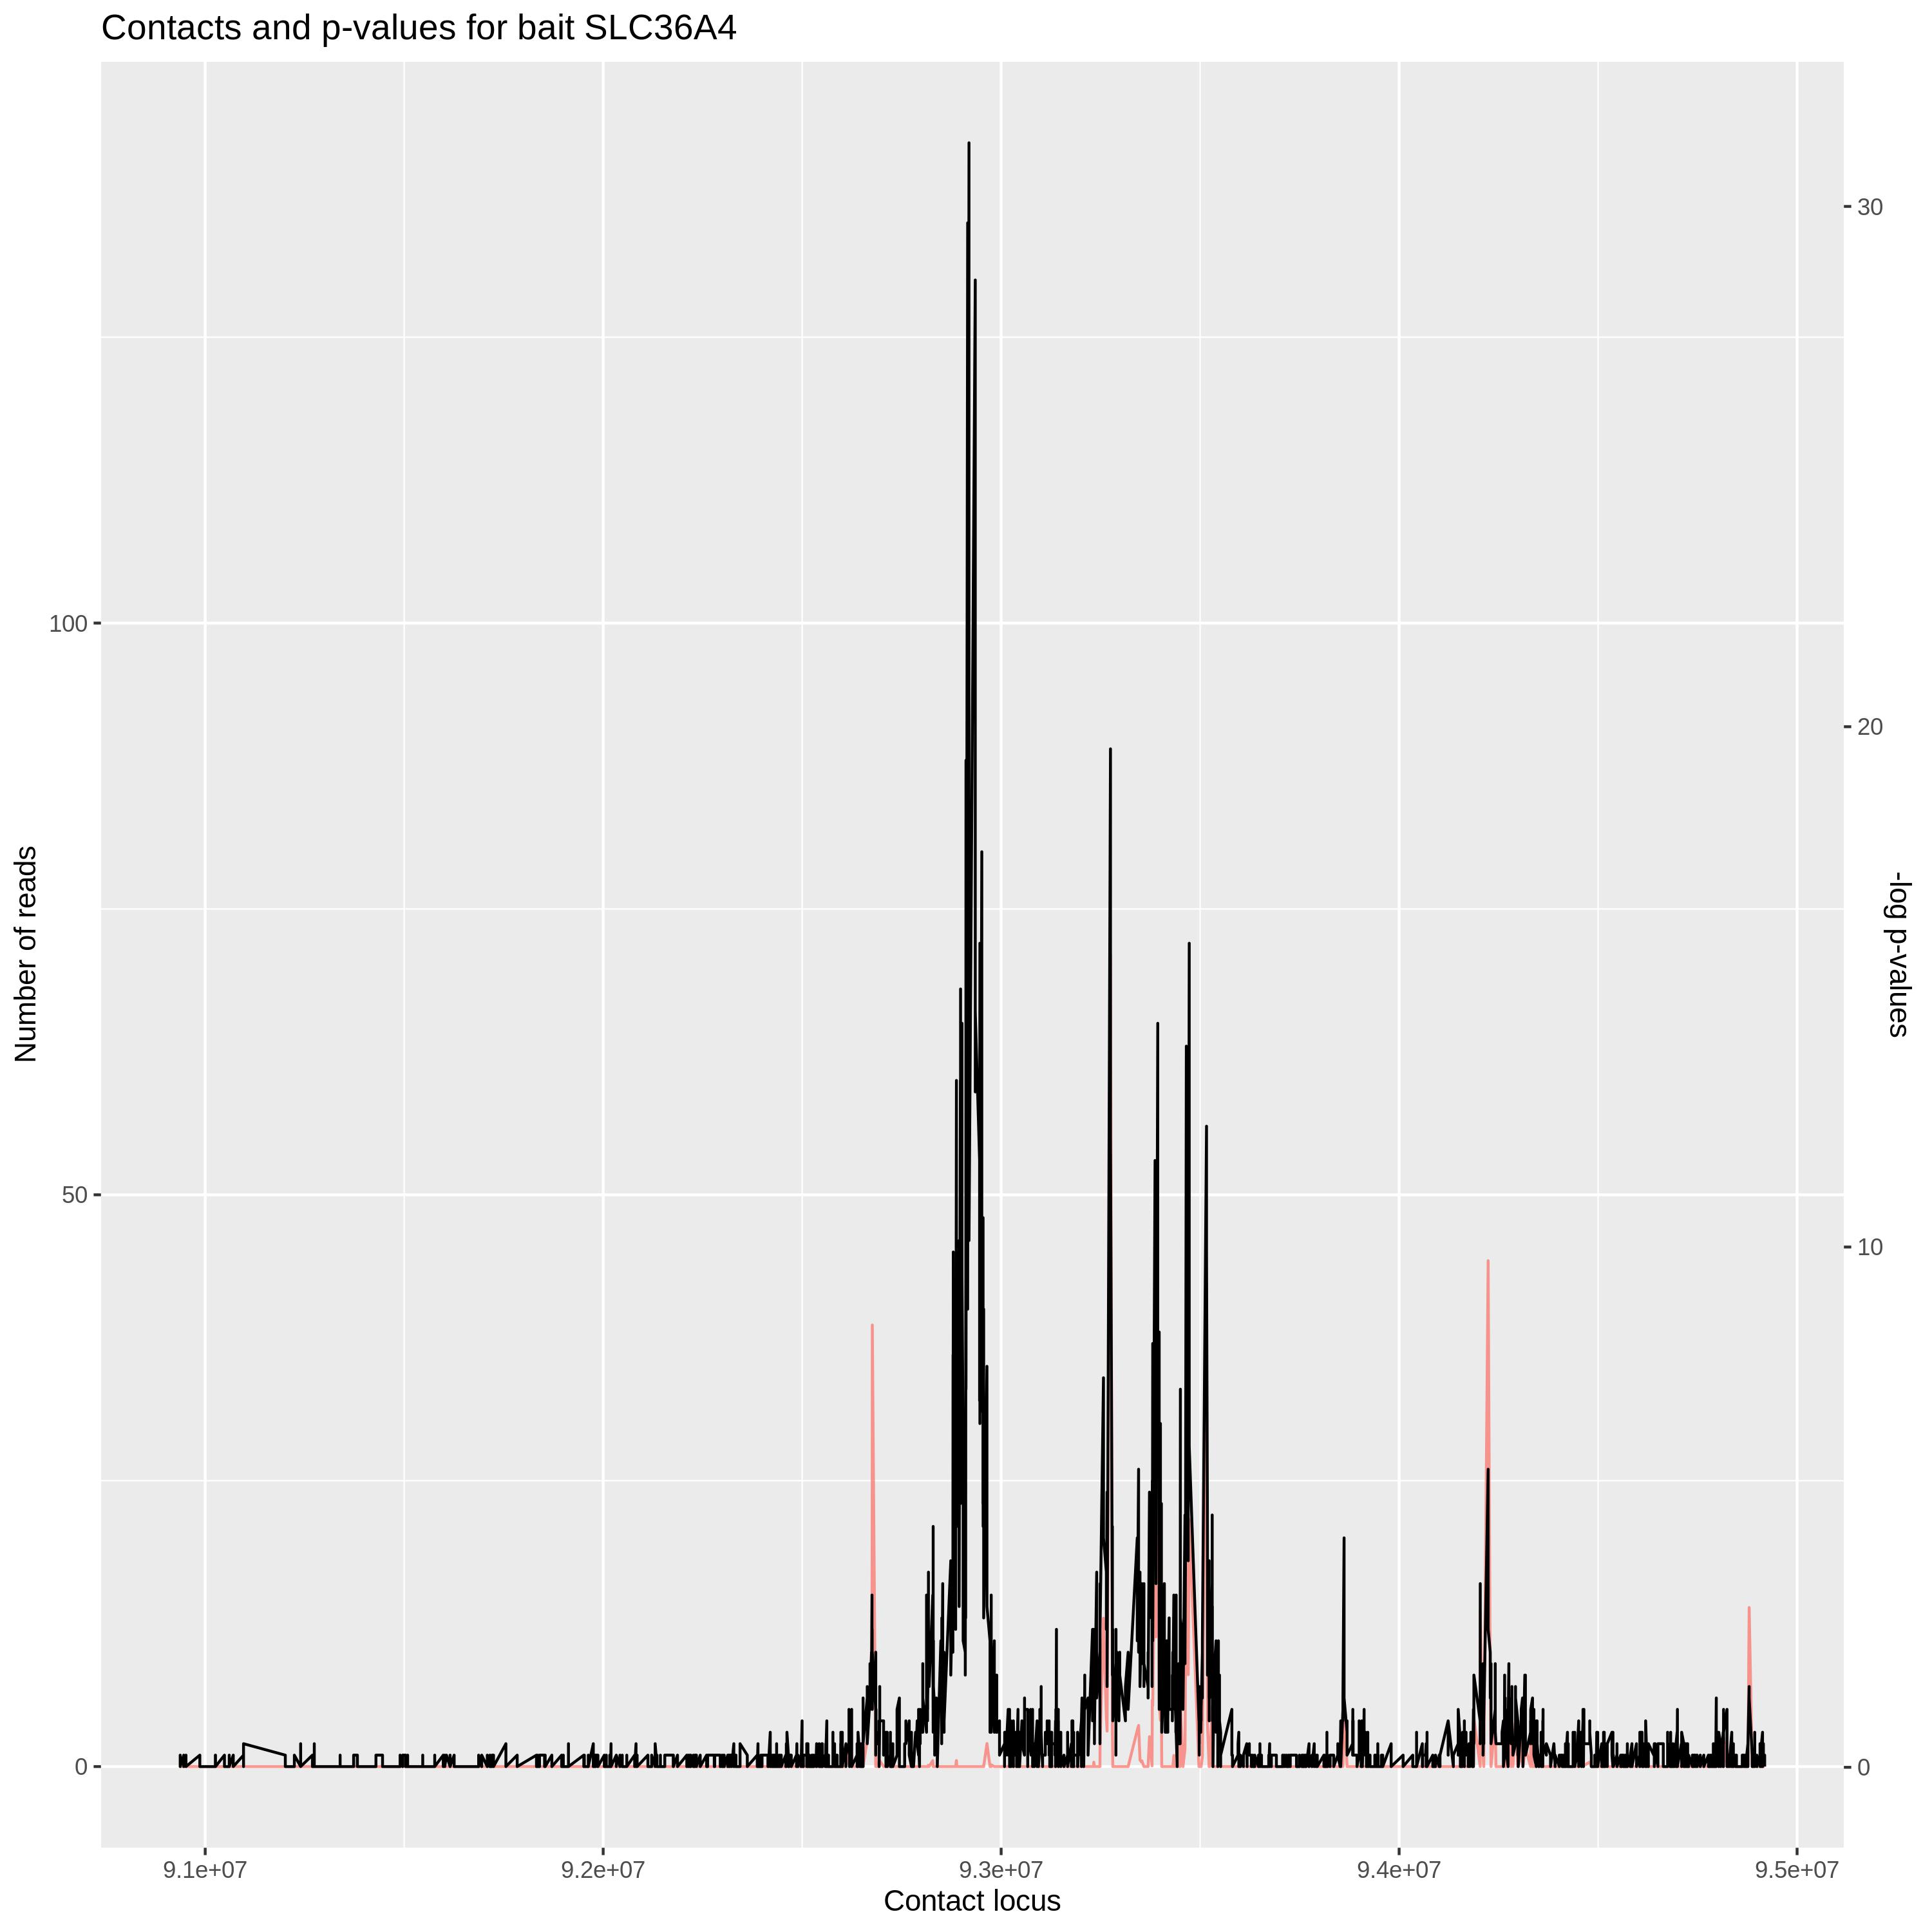 Contacts and p-values for bait SLC36A4
Number of reads
100
50
0
30
20
10
0
-log p-values
9.1e+07
9.2e+07
9.3e+07
9.4e+07
9.5e+07
Contact locus